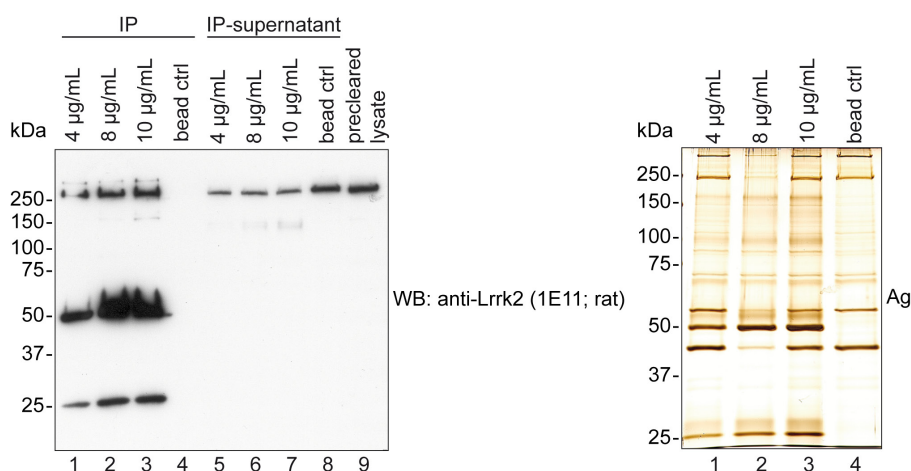 IP
IP-supernatant
4 µg/mL
8 µg/mL
10 µg/mL
bead ctrl
4 µg/mL
8 µg/mL
10 µg/mL
bead ctrl
precleared
lysate
kDa
250-
150-
100-
75-
50-
37-
25-
1 2 3 4 5 6 7 8 9
WB: anti-Lrrk2 (1E11; rat)
4 µg/mL
8 µg/mL
10 µg/mL
bead ctrl
kDa
250-
150-
100-
75-
50-
37-
25-
Ag
1 2 3 4